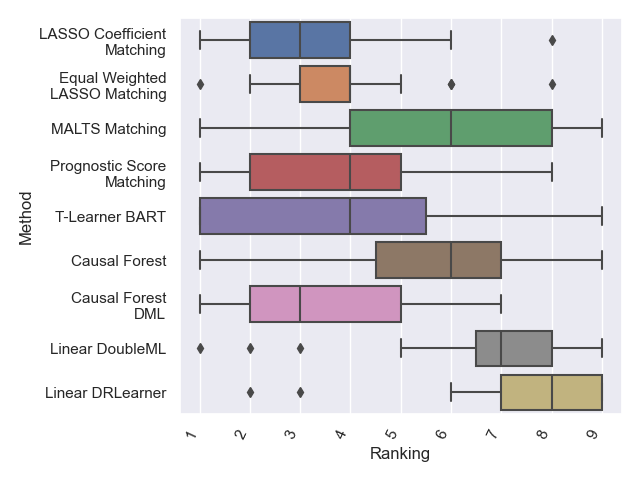 LASSO Coefficient
Matching
Equal Weighted
LASSO Matching
MALTS Matching
Prognostic Score
Matching
T-Learner BART
Causal Forest
Causal Forest
DML
Linear DoubleML
Linear DRLearner
Method
1 2 3 4 5 6 7 8 9
Ranking